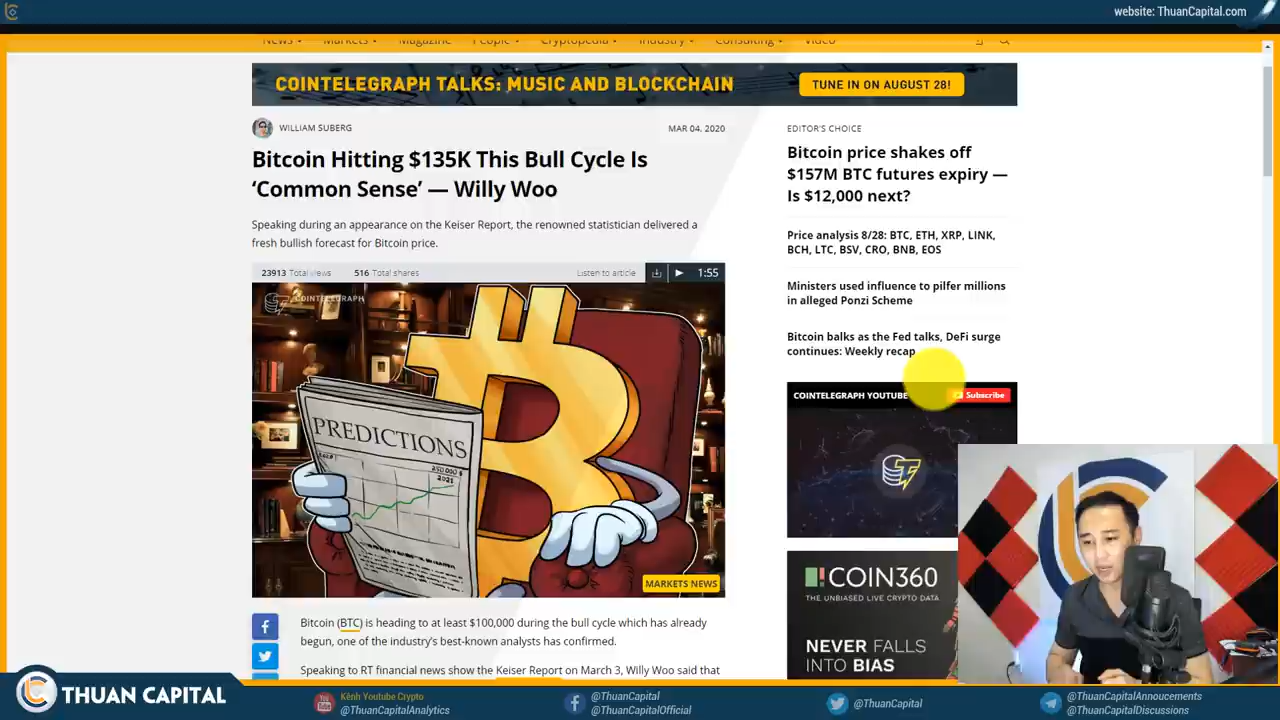 website: ThuanCapital.com
News Markets Magazine People Cryptopedia Industry Consulting Video
COINTELEGRAPH TALKS: MUSIC AND BLOCKCHAIN
TUNE IN ON AUGUST 28!
WILLIAM SUBERG
MAR 04. 2020
Bitcoin Hitting $135K This Bull Cycle Is
‘Common Sense’ — Willy Woo
Speaking during an appearance on the Keiser Report, the renowned statistician delivered a
fresh bullish forecast for Bitcoin price.
23913 Total views 516 Total shares Listen to article 1:55
COINTELEGRAPH
PREDICTIONS
250 000 $
2021
MARKETS NEWS
Bitcoin (BTC) is heading to at least $100,000 during the bull cycle which has already
begun, one of the industry’s best-known analysts has confirmed.
Speaking to RT financial news show the Keiser Report on March 3, Willy Woo said that
EDITOR’S CHOICE
Bitcoin price shakes off
$157M BTC futures expiry —
Is $12,000 next?
Price analysis 8/28: BTC, ETH, XRP, LINK,
BCH, LTC, BSV, CRO, BNB, EOS
Ministers used influence to pilfer millions
in alleged Ponzi Scheme
Bitcoin balks as the Fed talks, DeFi surge
continues: Weekly recap
COINTELEGRAPH YOUTUBE Subscribe
COIN360
THE UNBIASED LIVE CRYPTO DATA
NEVER FALLS
INTO BIAS
THUAN CAPITAL
Kênh Youtube Crypto
@ThuanCapitalAnalytics
@ThuanCapital
@ThuanCapitalOfficial
@ThuanCapital
@ThuanCapitalAnnoucements
@ThuanCapitalDiscussions